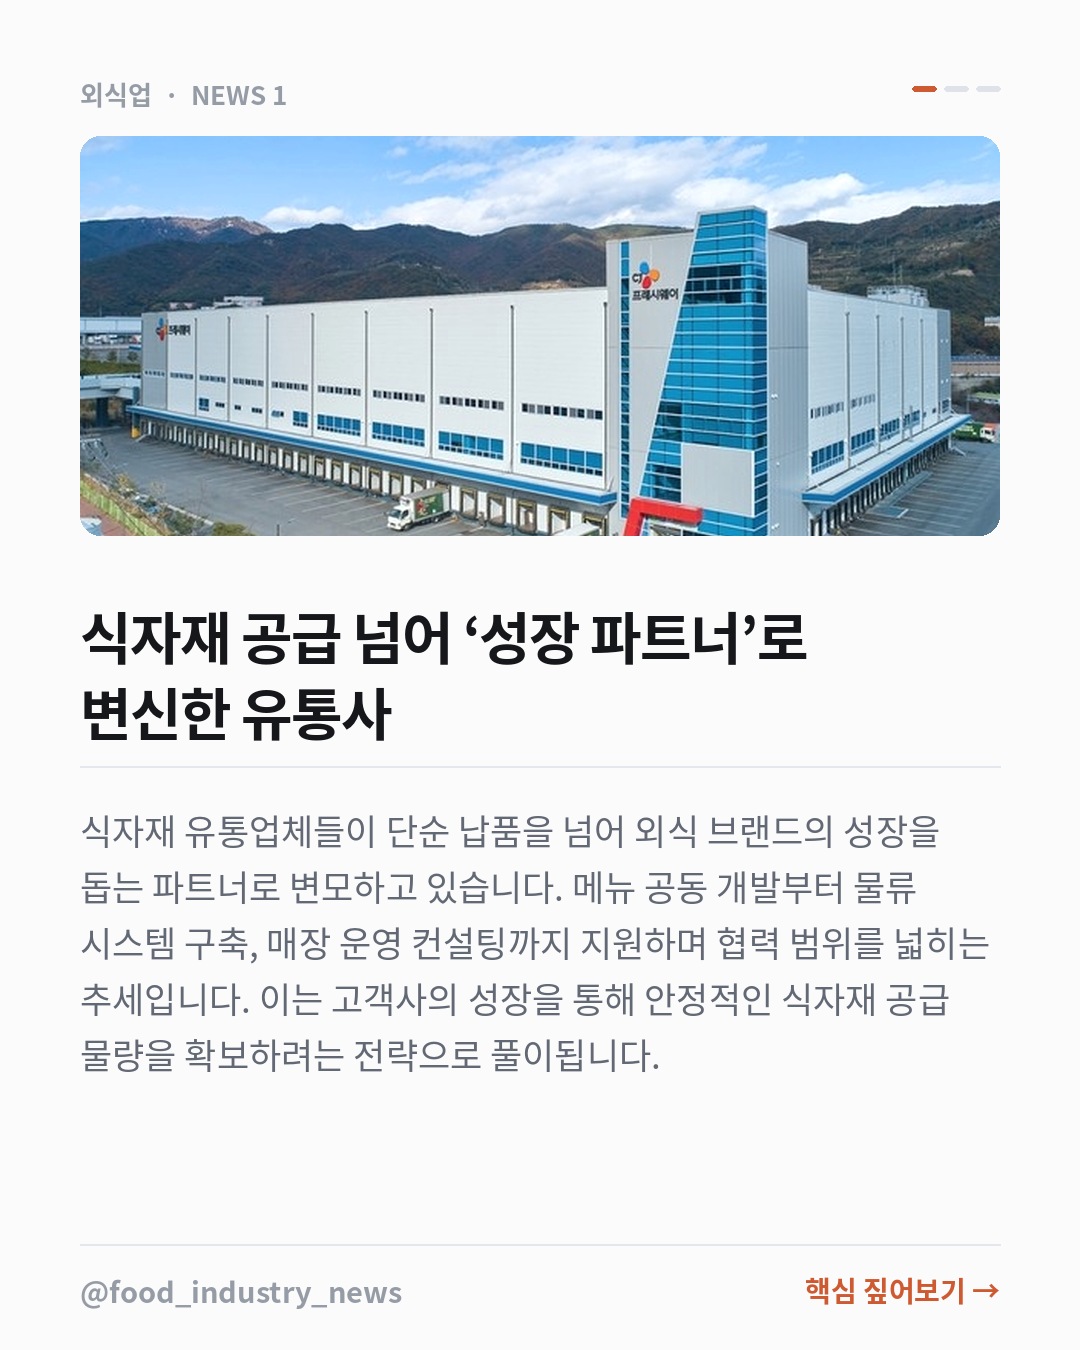 외식업 · NEWS 1
CJ
프레시웨이
CJ 프레시웨이
식자재 공급 넘어 ‘성장 파트너’로
변신한 유통사
식자재 유통업체들이 단순 납품을 넘어 외식 브랜드의 성장을
돕는 파트너로 변모하고 있습니다. 메뉴 공동 개발부터 물류
시스템 구축, 매장 운영 컨설팅까지 지원하며 협력 범위를 넓히는
추세입니다. 이는 고객사의 성장을 통해 안정적인 식자재 공급
물량을 확보하려는 전략으로 풀이됩니다.
@food_industry_news
핵심 짚어보기 →